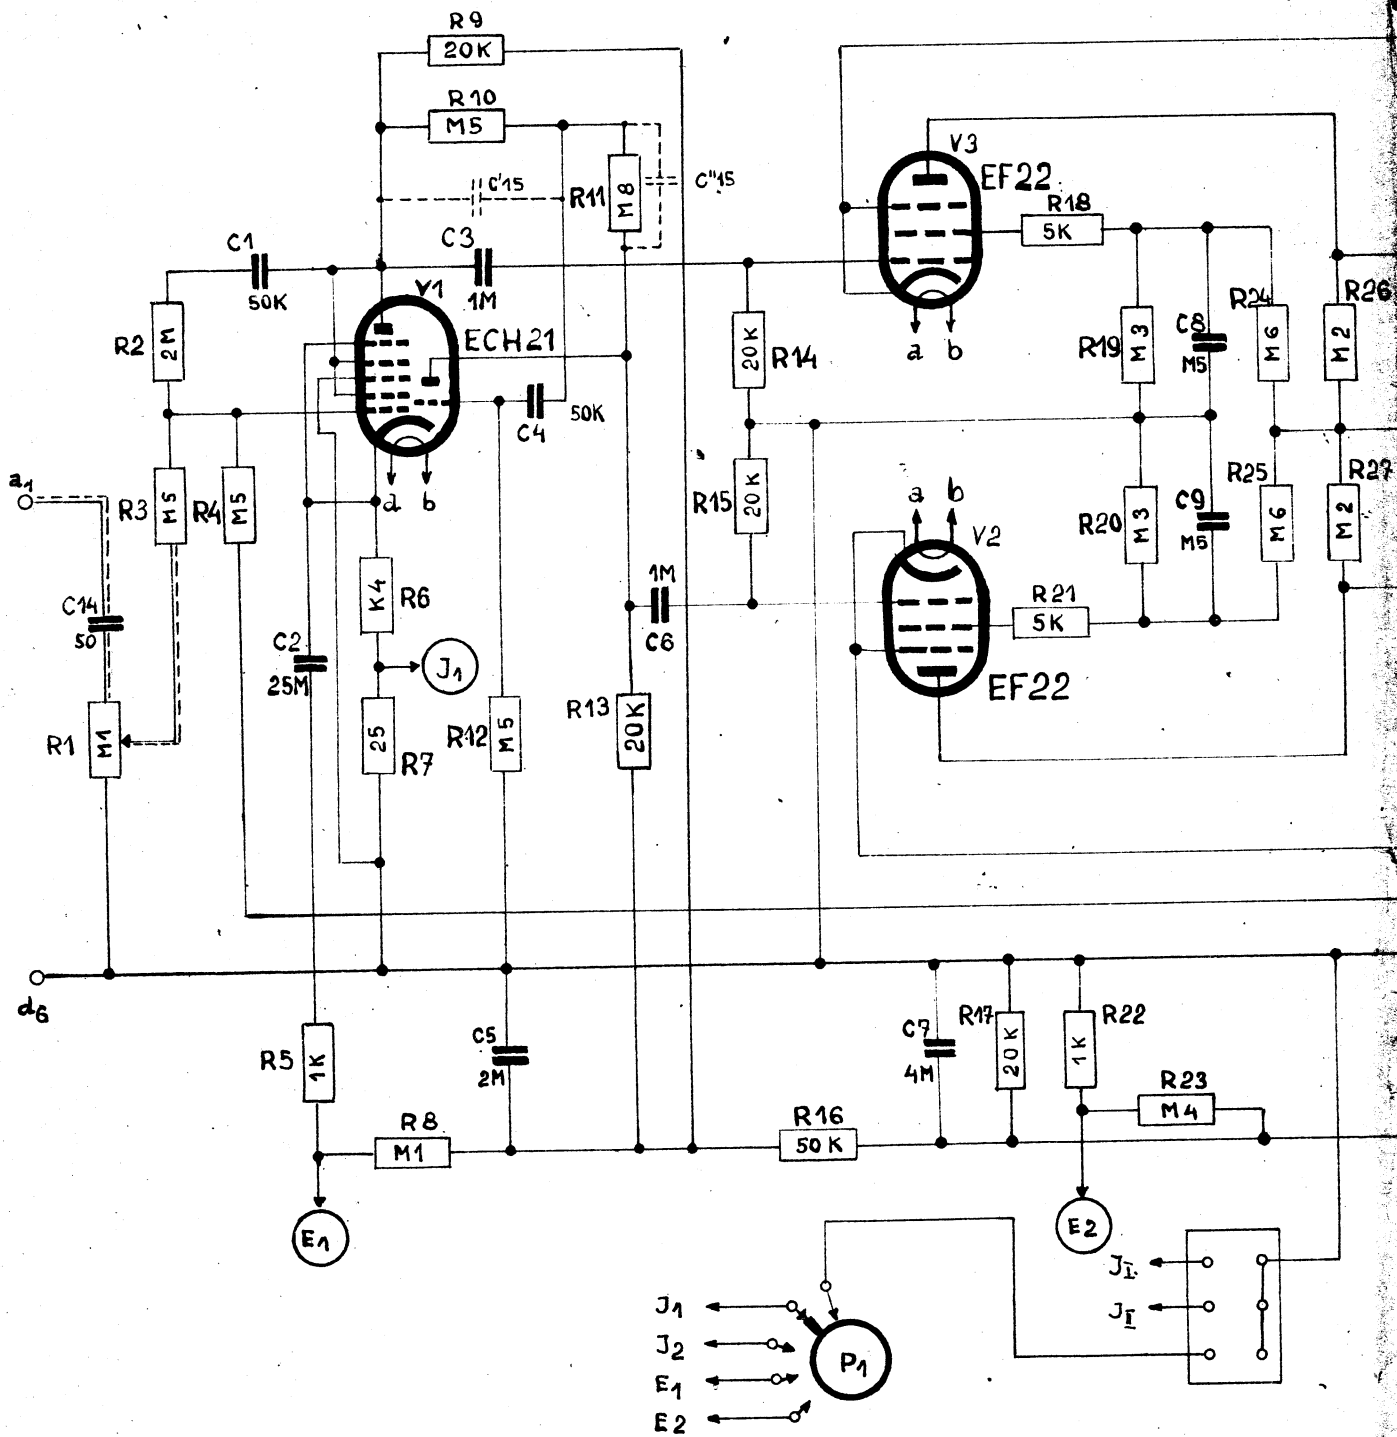 R9
20K
R10
M5
C'15
R11
M8
C"15
V3
EF22
R18
5K
C1
50K
C3
1M
V1
ECH21
R2
2M
R14
20K
R19
M3
C8
M5
R24
M6
R26
M2
a b
C4
50K
a1
R3
M5
R4
M5
a b
R15
20K
a b
V2
R20
M3
C9
M5
R25
M6
R27
M2
C14
50
K4
R6
1M
C6
R21
5K
C2
25M
J1
EF22
R1
M1
25
R7
R12
M5
R13
20K
d6
R5
1K
C5
2M
C7
4M
R17
20K
R22
1K
R23
M4
R8
M1
R16
50K
E1
E2
JI
JII
J1
J2
E1
E2
P1